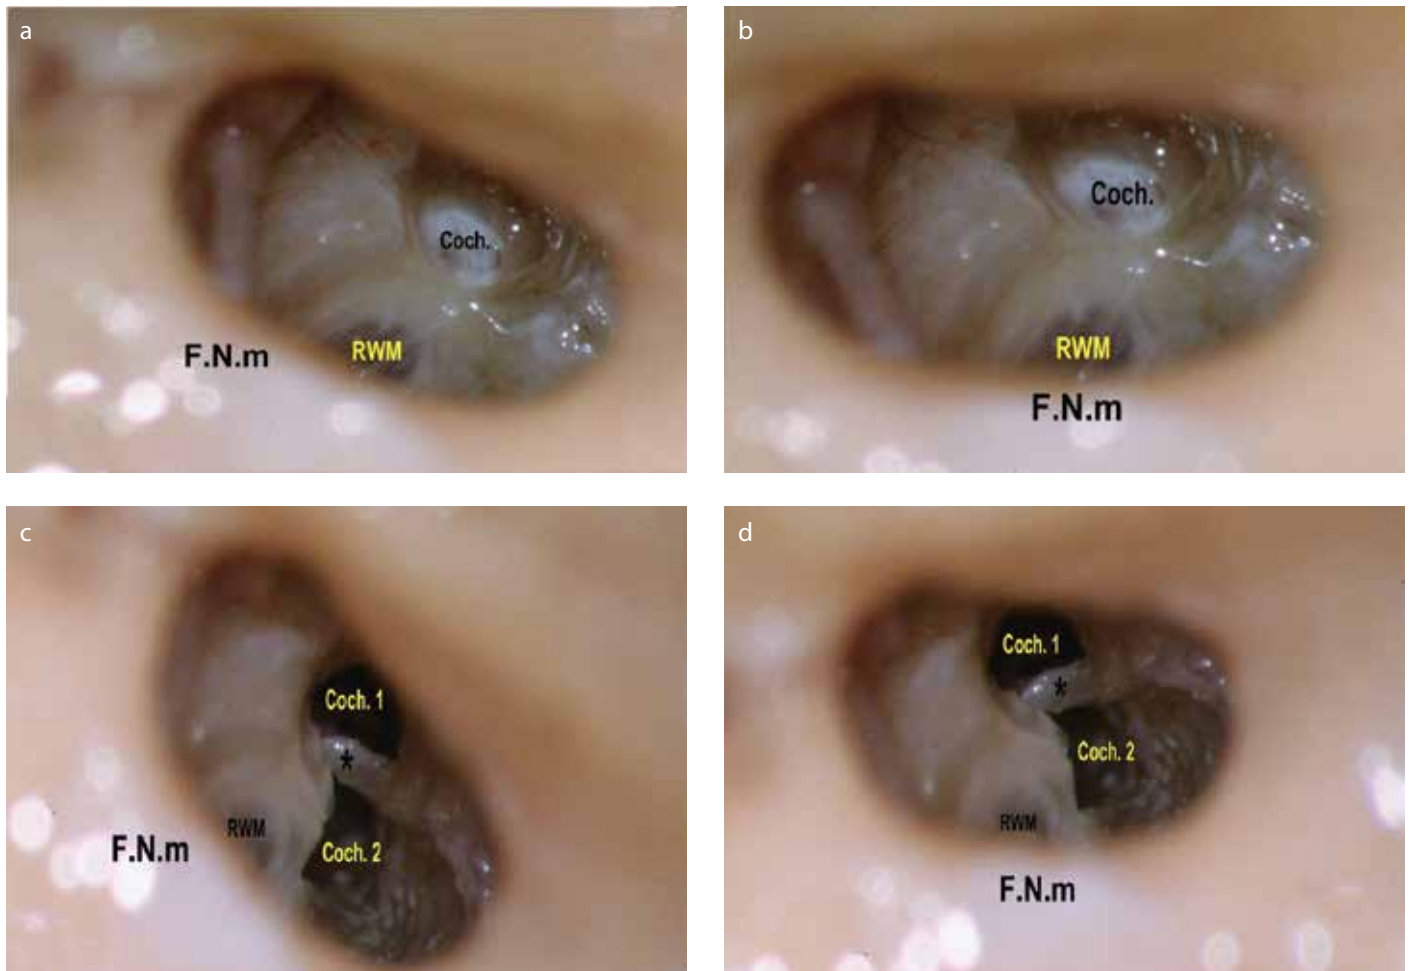 a
Coch.
RWM
F.N.m
b
Coch.
RWM
F.N.m
c
Coch. 1
*
RWM
F.N.m
Coch. 2
d
Coch. 1
*
Coch. 2
RWM
F.N.m